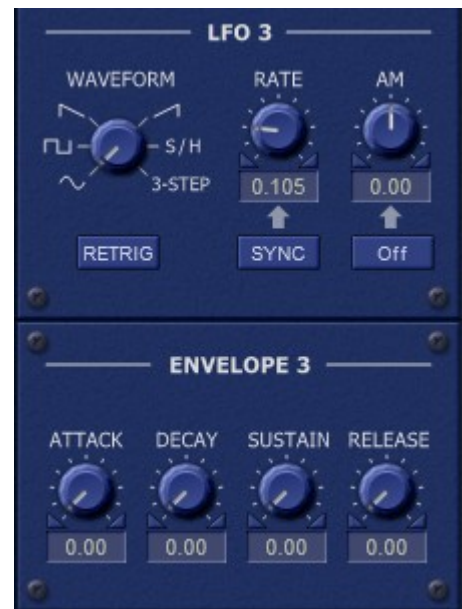 LFO 3
WAVEFORM RATE AM
S/H
3-STEP
0.105 0.00
RETRIG SYNC Off
ENVELOPE 3
ATTACK DECAY SUSTAIN RELEASE
0.00 0.00 0.00 0.00